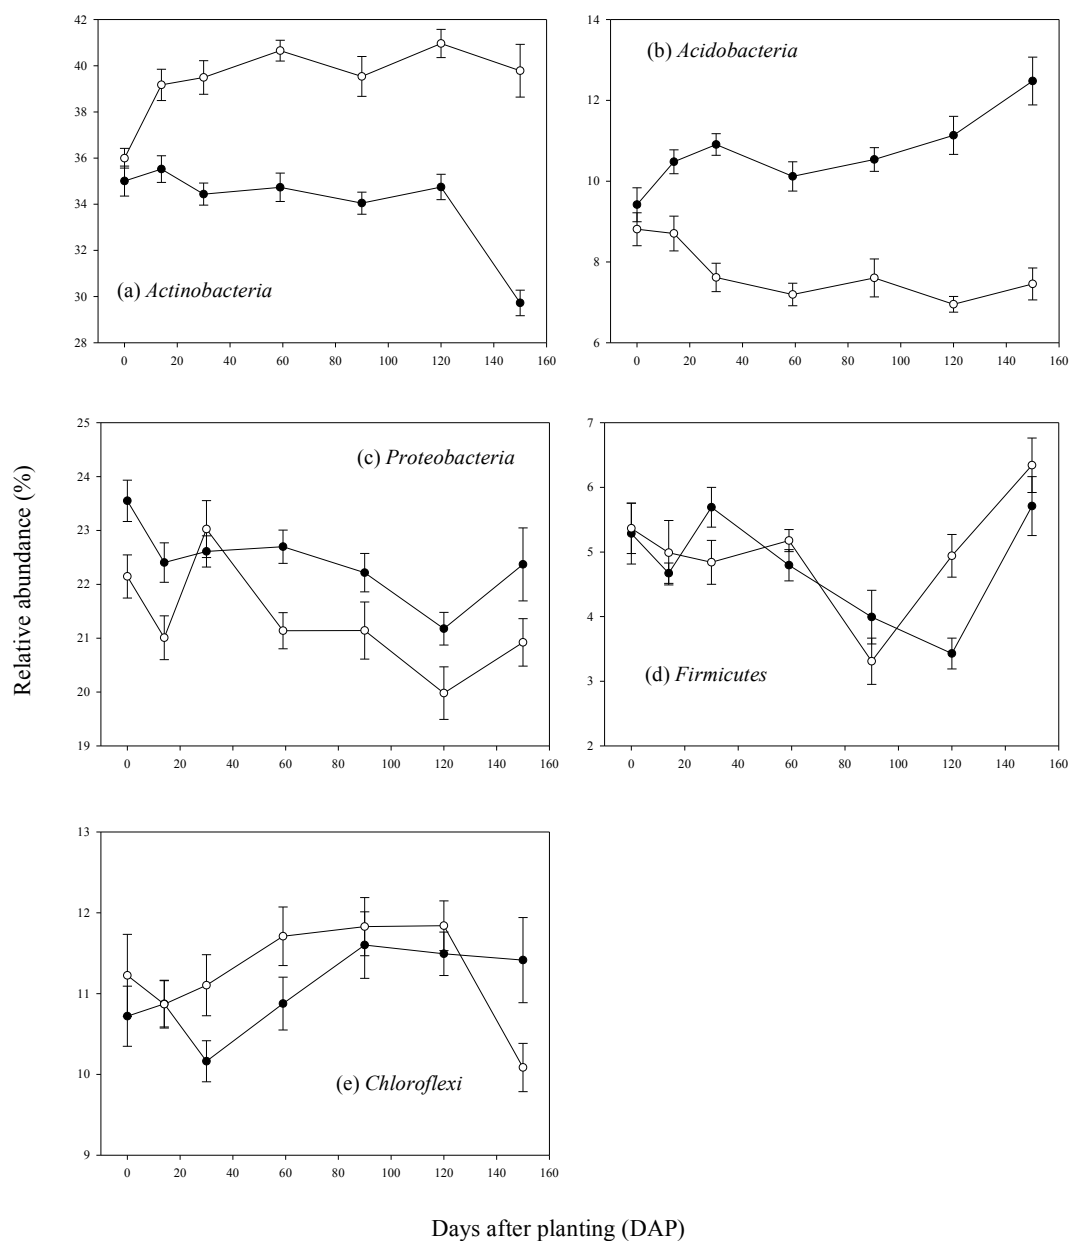 42
40
38
36
34
32
30
28
(a) Actinobacteria
0 20 40 60 80 100 120 140 160
14
12
10
8
6
(b) Acidobacteria
0 20 40 60 80 100 120 140 160
Relative abundance (%)
25
24
23
22
21
20
19
(c) Proteobacteria
0 20 40 60 80 100 120 140 160
7
6
5
4
3
2
(d) Firmicutes
0 20 40 60 80 100 120 140 160
13
12
11
10
9
(e) Chloroflexi
0 20 40 60 80 100 120 140 160
Days after planting (DAP)